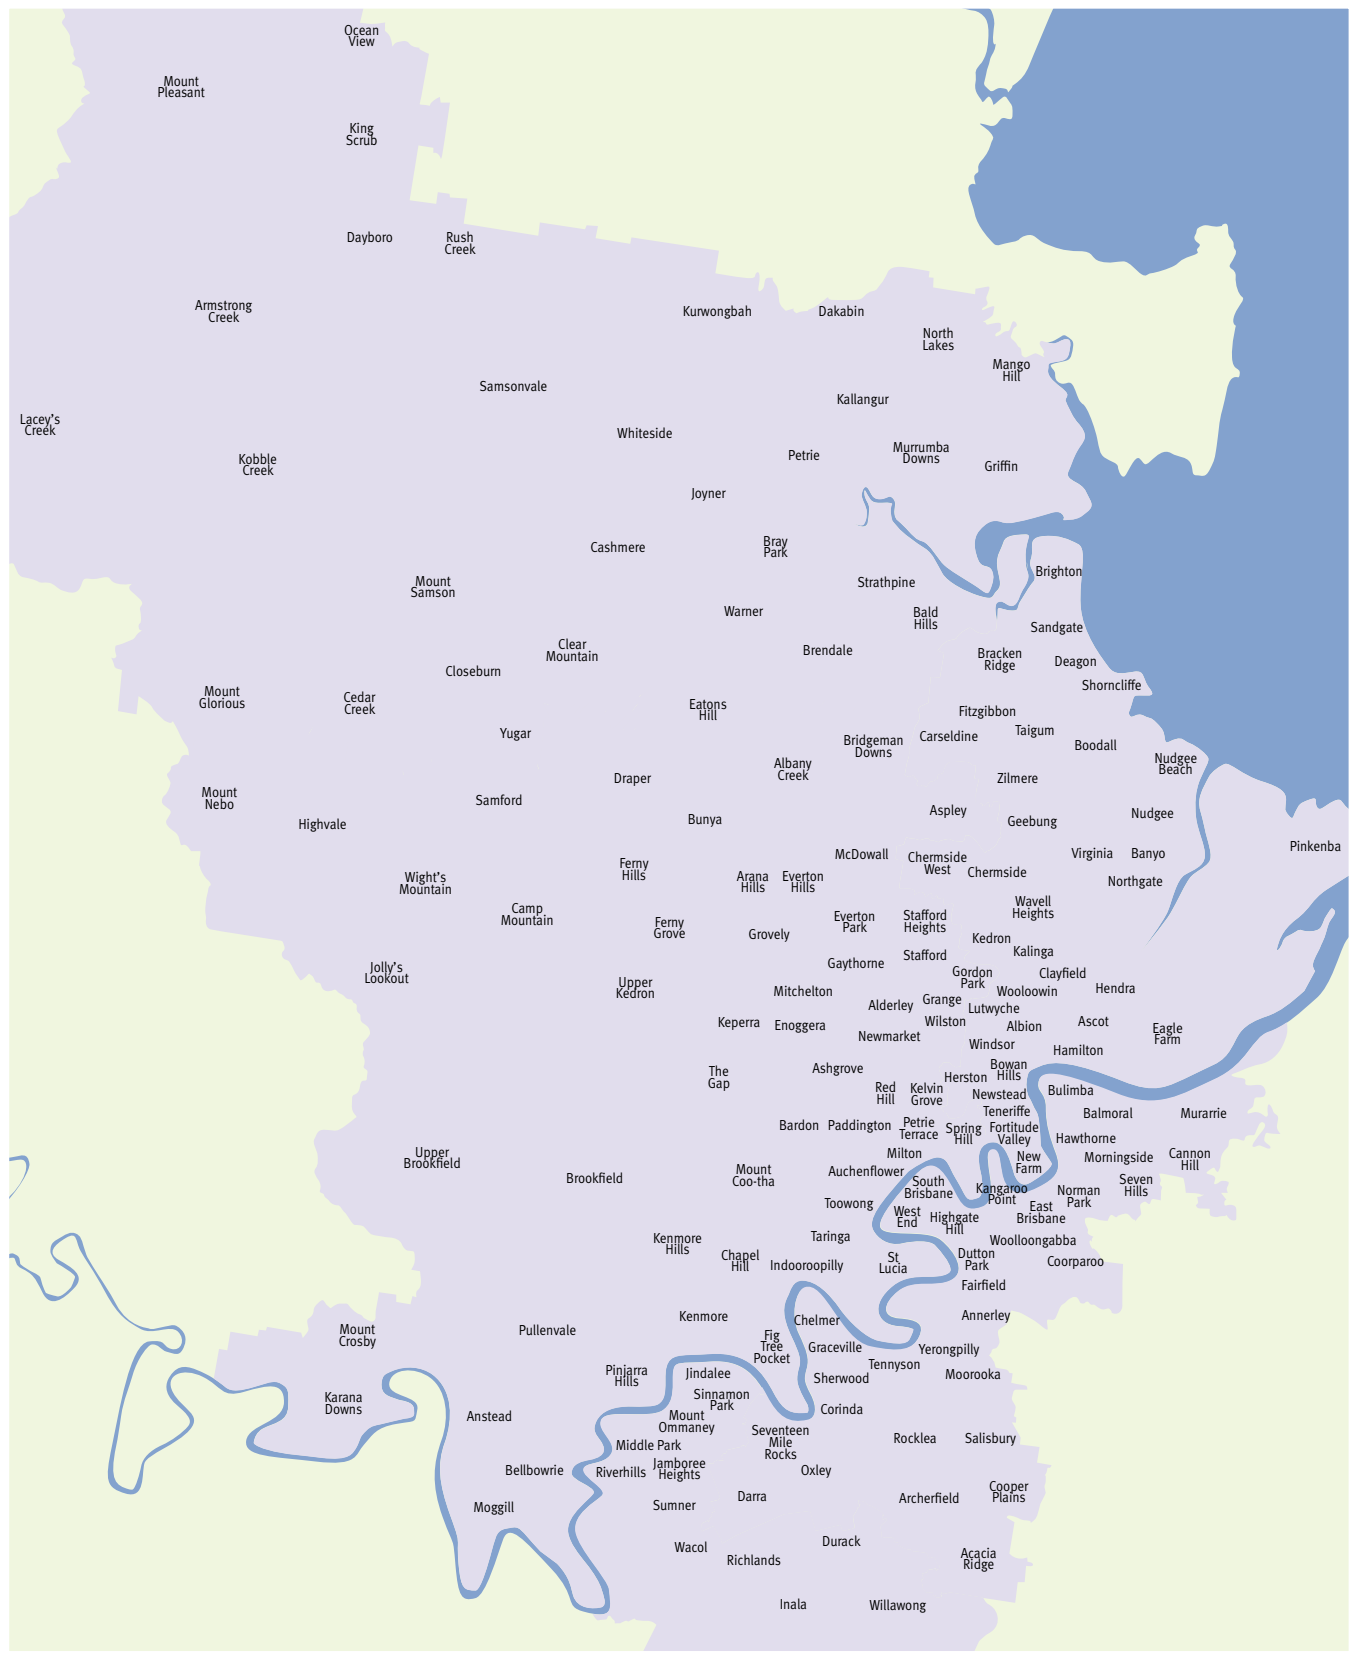 Ocean
View
Mount
Pleasant
King
Scrub
Dayboro
Rush
Creek
Armstrong
Creek
Kurwongbah
Dakabin
North
Lakes
Mango
Hill
Samsonvale
Kallangur
Lacey's
Creek
Whiteside
Petrie
Murrumba
Downs
Kobble
Creek
Griffin
Joyner
Cashmere
Bray
Park
Brighton
Mount
Samson
Strathpine
Warner
Bald
Hills
Sandgate
Clear
Mountain
Brendale
Bracken
Ridge
Deagon
Closeburn
Shorncliffe
Mount
Glorious
Cedar
Creek
Eatons
Hill
Fitzgibbon
Yugar
Bridgeman
Downs
Carseldine
Taigum
Boodall
Nudgee
Beach
Draper
Albany
Creek
Zilmere
Mount
Nebo
Samford
Highvale
Bunya
Aspley
Geebung
Nudgee
Pinkenba
McDowall
Chermside
West
Virginia
Banyo
Ferny
Hills
Chermside
Wight's
Mountain
Arana
Hills
Everton
Hills
Northgate
Camp
Mountain
Wavell
Heights
Ferny
Grove
Grovely
Everton
Park
Stafford
Heights
Kedron
Kalinga
Stafford
Gaythorne
Jolly's
Lookout
Gordon
Park
Clayfield
Upper
Kedron
Mitchelton
Wooloowin
Hendra
Alderley
Grange
Lutwyche
Keperra
Enoggera
Wilston
Albion
Ascot
Eagle
Farm
Newmarket
Windsor
Hamilton
The
Gap
Ashgrove
Bowan
Hills
Herston
Red
Hill
Kelvin
Grove
Newstead
Bulimba
Teneriffe
Balmoral
Murarrie
Bardon
Paddington
Petrie
Terrace
Spring
Hill
Fortitude
Valley
Hawthorne
Upper
Brookfield
Milton
New
Farm
Morningside
Cannon
Hill
Brookfield
Mount
Coo-tha
Auchenflower
South
Brisbane
Kangaroo
Point
Norman
Park
Seven
Hills
Toowong
West
End
Highgate
Hill
East
Brisbane
Kenmore
Hills
Taringa
Woolloongabba
Chapel
Hill
Indooroopilly
St
Lucia
Dutton
Park
Coorparoo
Fairfield
Kenmore
Chelmer
Annerley
Mount
Crosby
Pullenvale
Fig
Tree
Pocket
Graceville
Yerongpilly
Tennyson
Pinjarra
Hills
Jindalee
Sherwood
Moorooka
Karana
Downs
Sinnamon
Park
Corinda
Anstead
Mount
Ommaney
Seventeen
Mile
Rocks
Rocklea
Salisbury
Middle Park
Bellbowrie
Riverhills
Jamboree
Heights
Oxley
Moggill
Sumner
Darra
Archerfield
Cooper
Plains
Wacol
Richlands
Durack
Acacia
Ridge
Inala
Willawong